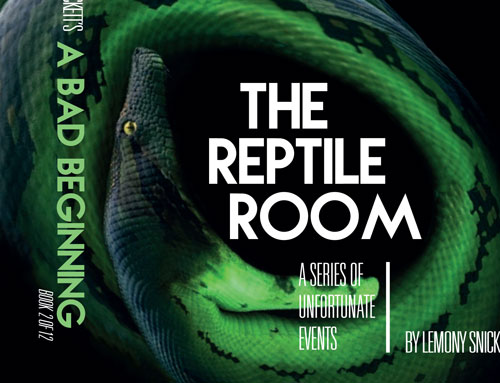 A BAD BEGINNING
BOOK 2 OF 12
THE
REPTILE
ROOM
A SERIES OF
UNFORTUNATE
EVENTS
BY LEMONY SNICK